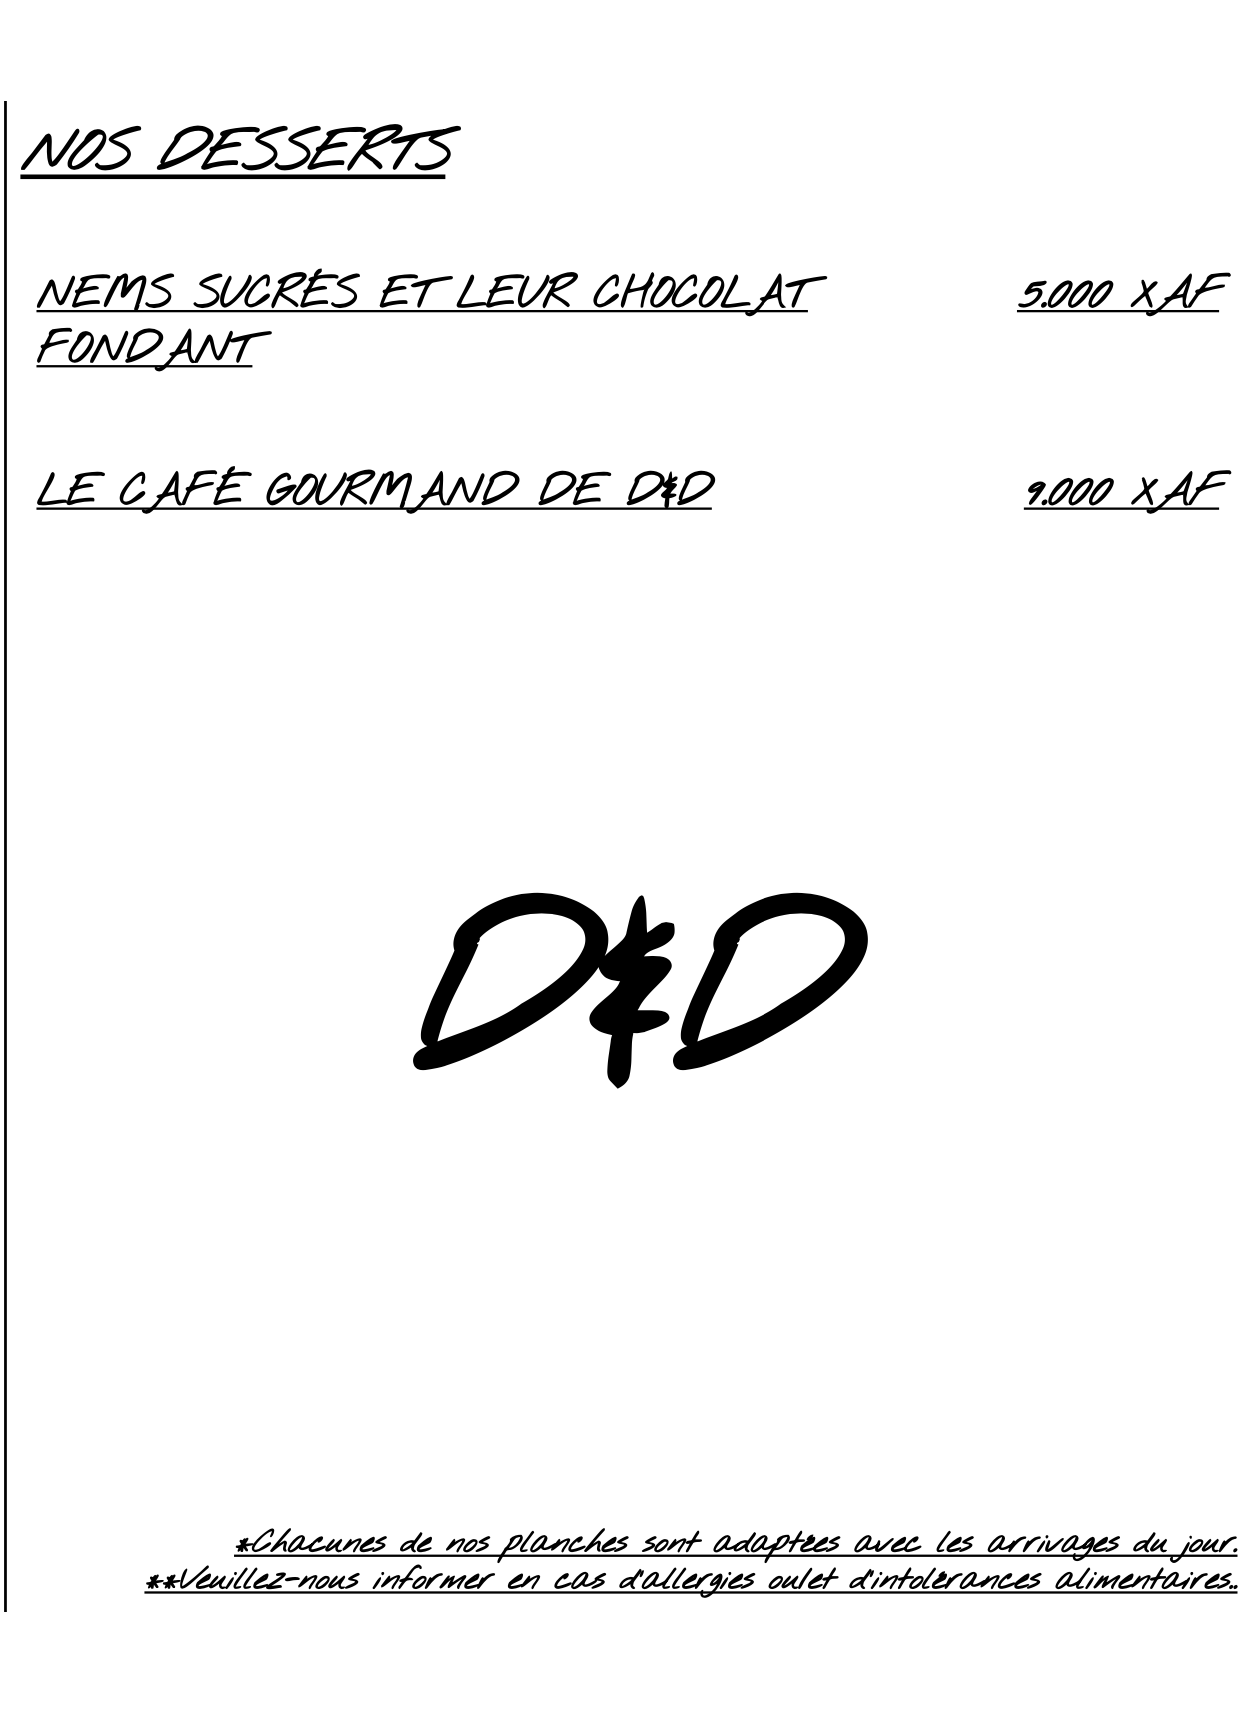 NOS DESSERTS
NEMS SUCRÉS ET LEUR CHOCOLAT 5.000 XAF
FONDANT
LE CAFÉ GOURMAND DE D&D 9.000 XAF
D&D
*Chacunes de nos planches sont adaptées avec les arrivages du jour.
**Veuillez-nous informer en cas d'allergies ou/et d'intolérances alimentaires..